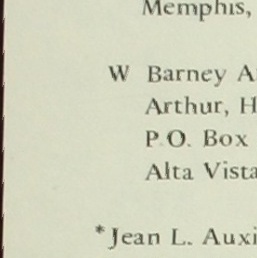 Memphis,
W Barney A
Arthur, H
P.O. Box
Alta Vista
*Jean L. Auxi